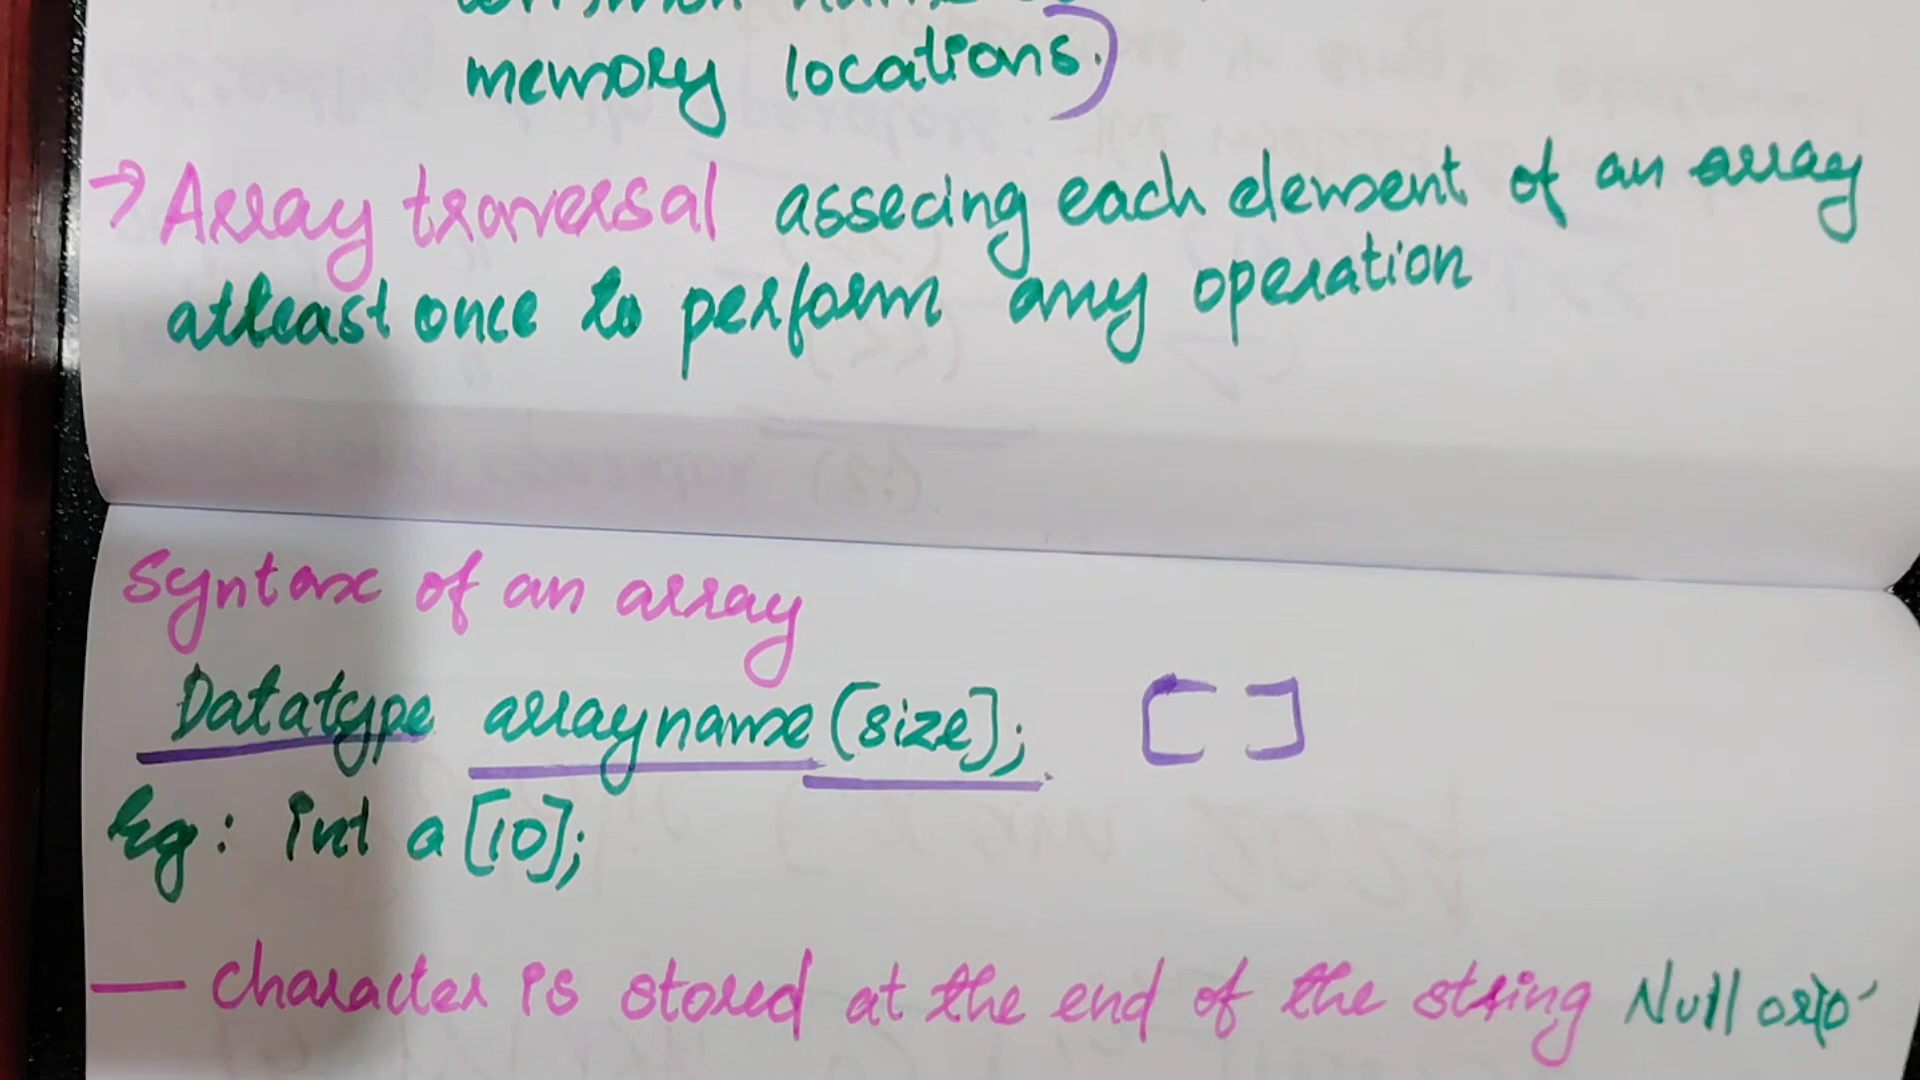 memory locations.)
→ Array traversal assecing each element of an array
atleast once to perform any operation
Syntax of an array
Datatype arrayname [size]; [ ]
Eg: int a[10];
— character is stored at the end of the string Null or